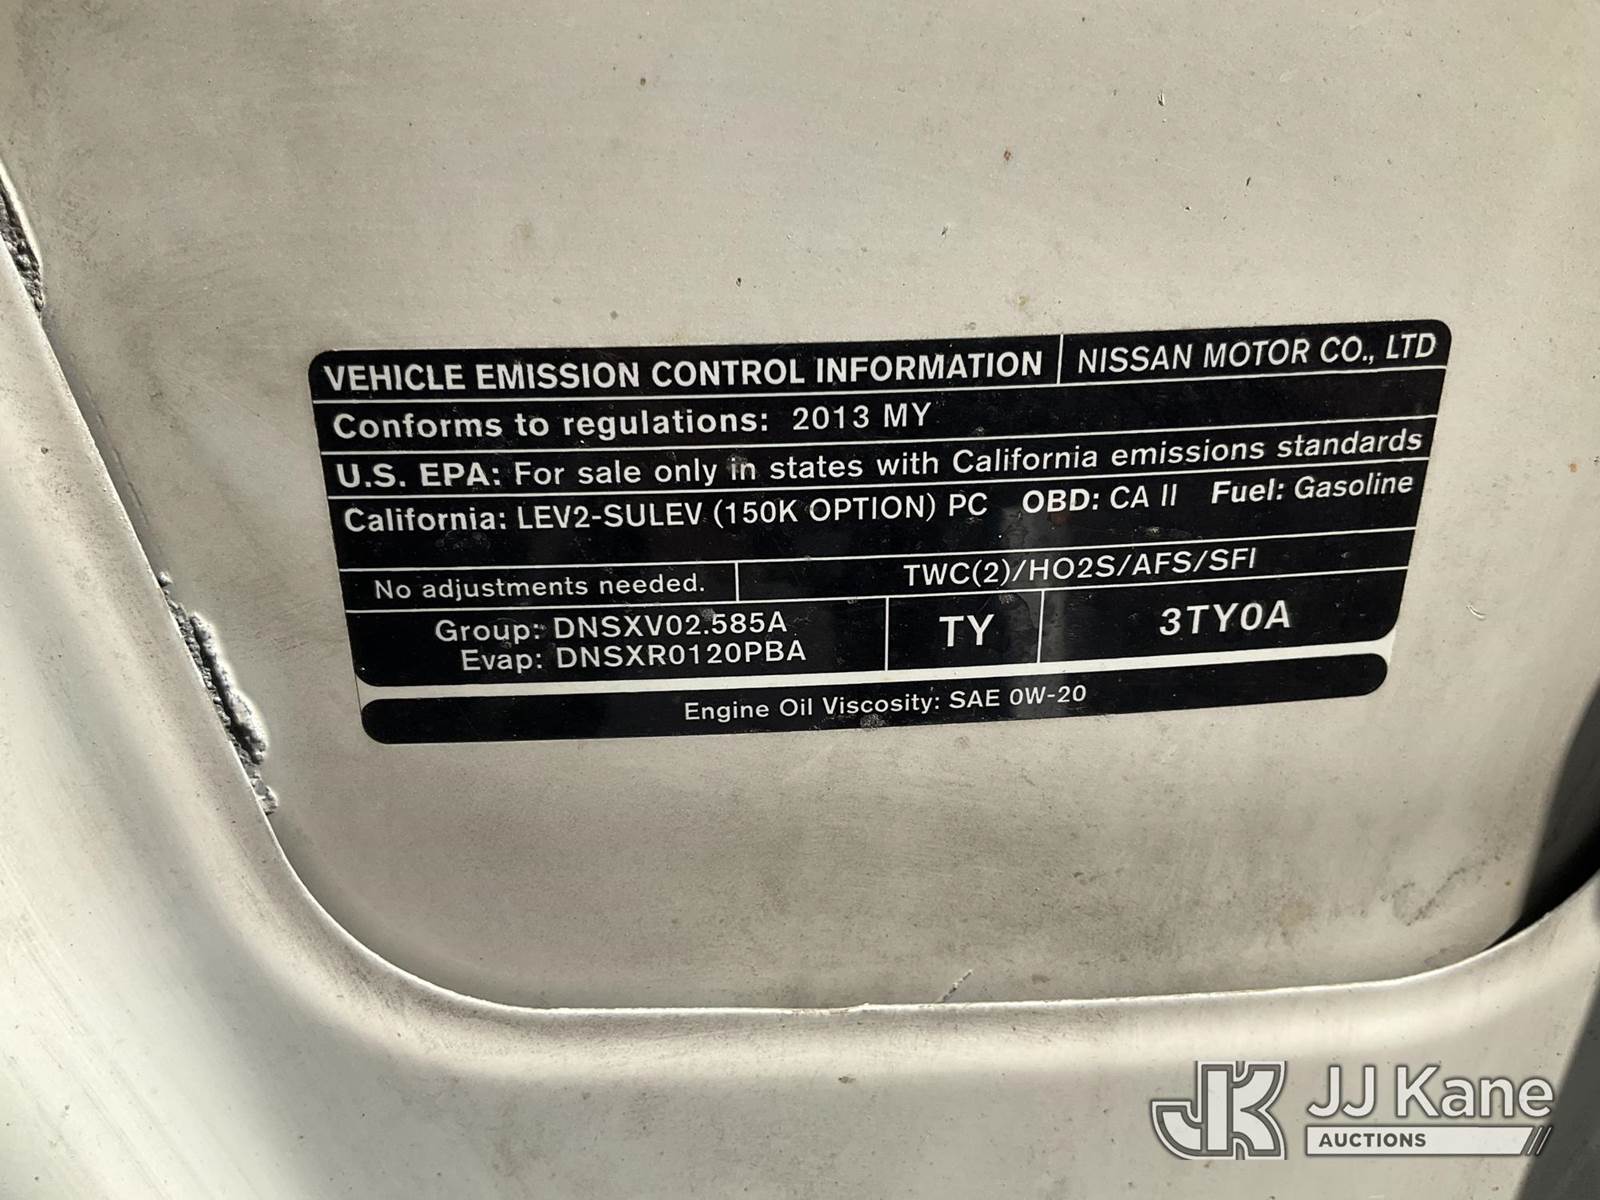 VEHICLE EMISSION CONTROL INFORMATION NISSAN MOTOR CO., LTD
Conforms to regulations: 2013 MY
U.S. EPA: For sale only in states with California emissions standards
California: LEV2-SULEV (150K OPTION) PC OBD: CA II Fuel: Gasoline
No adjustments needed. TWC(2)/HO2S/AFS/SFI
Group: DNSXV02.585A TY 3TY0A
Evap: DNSXR0120PBA
Engine Oil Viscosity: SAE 0W-20
JK JJ Kane
AUCTIONS